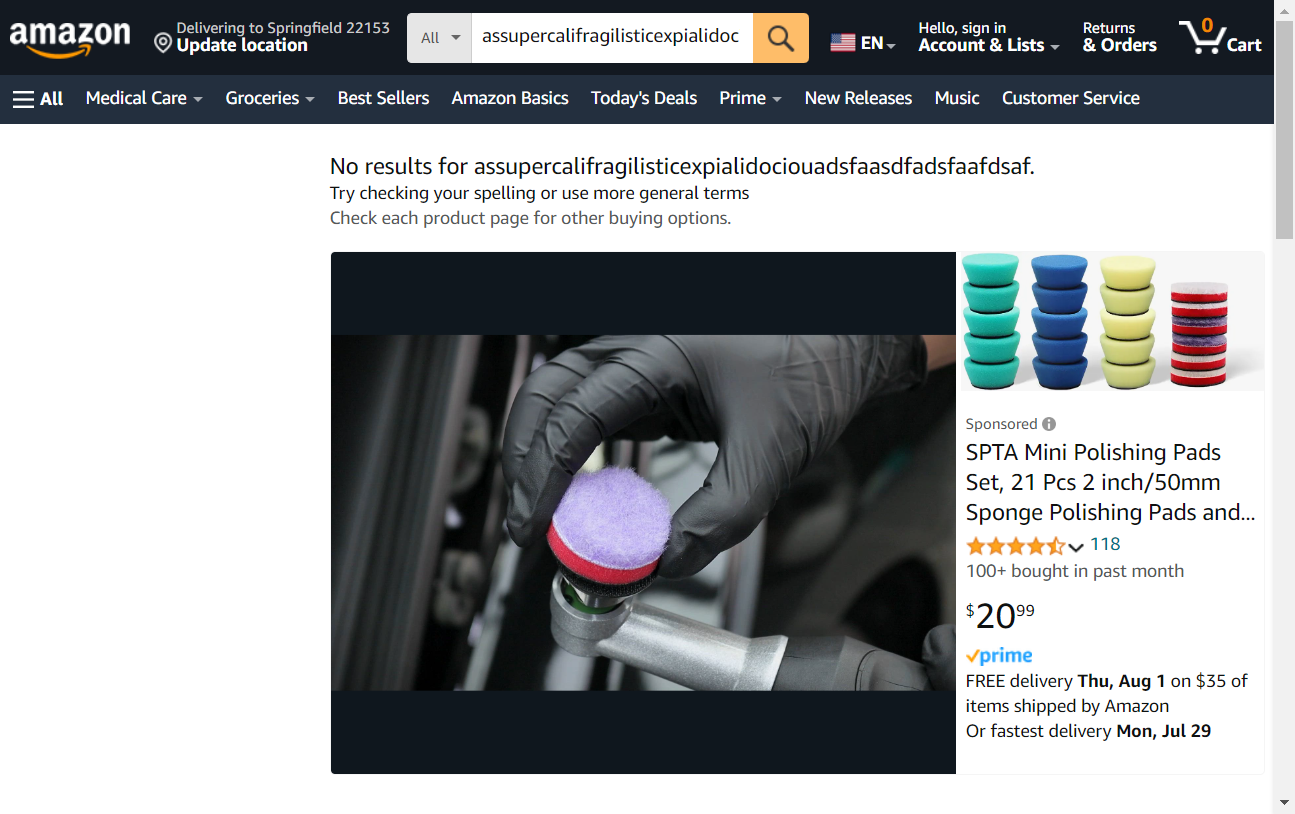 amazon
Delivering to Springfield 22153
Update location
All
assupercalifragilisticexpialidoc
EN
Hello, sign in
Account & Lists
Returns
& Orders
0
Cart
All
Medical Care
Groceries
Best Sellers
Amazon Basics
Today's Deals
Prime
New Releases
Music
Customer Service
No results for assupercalifragilisticexpialidociouadsfaasdfadsfaafdsaf.
Try checking your spelling or use more general terms
Check each product page for other buying options.
Sponsored
SPTA Mini Polishing Pads
Set, 21 Pcs 2 inch/50mm
Sponge Polishing Pads and...
118
100+ bought in past month
$20.99
prime
FREE delivery Thu, Aug 1 on $35 of
items shipped by Amazon
Or fastest delivery Mon, Jul 29